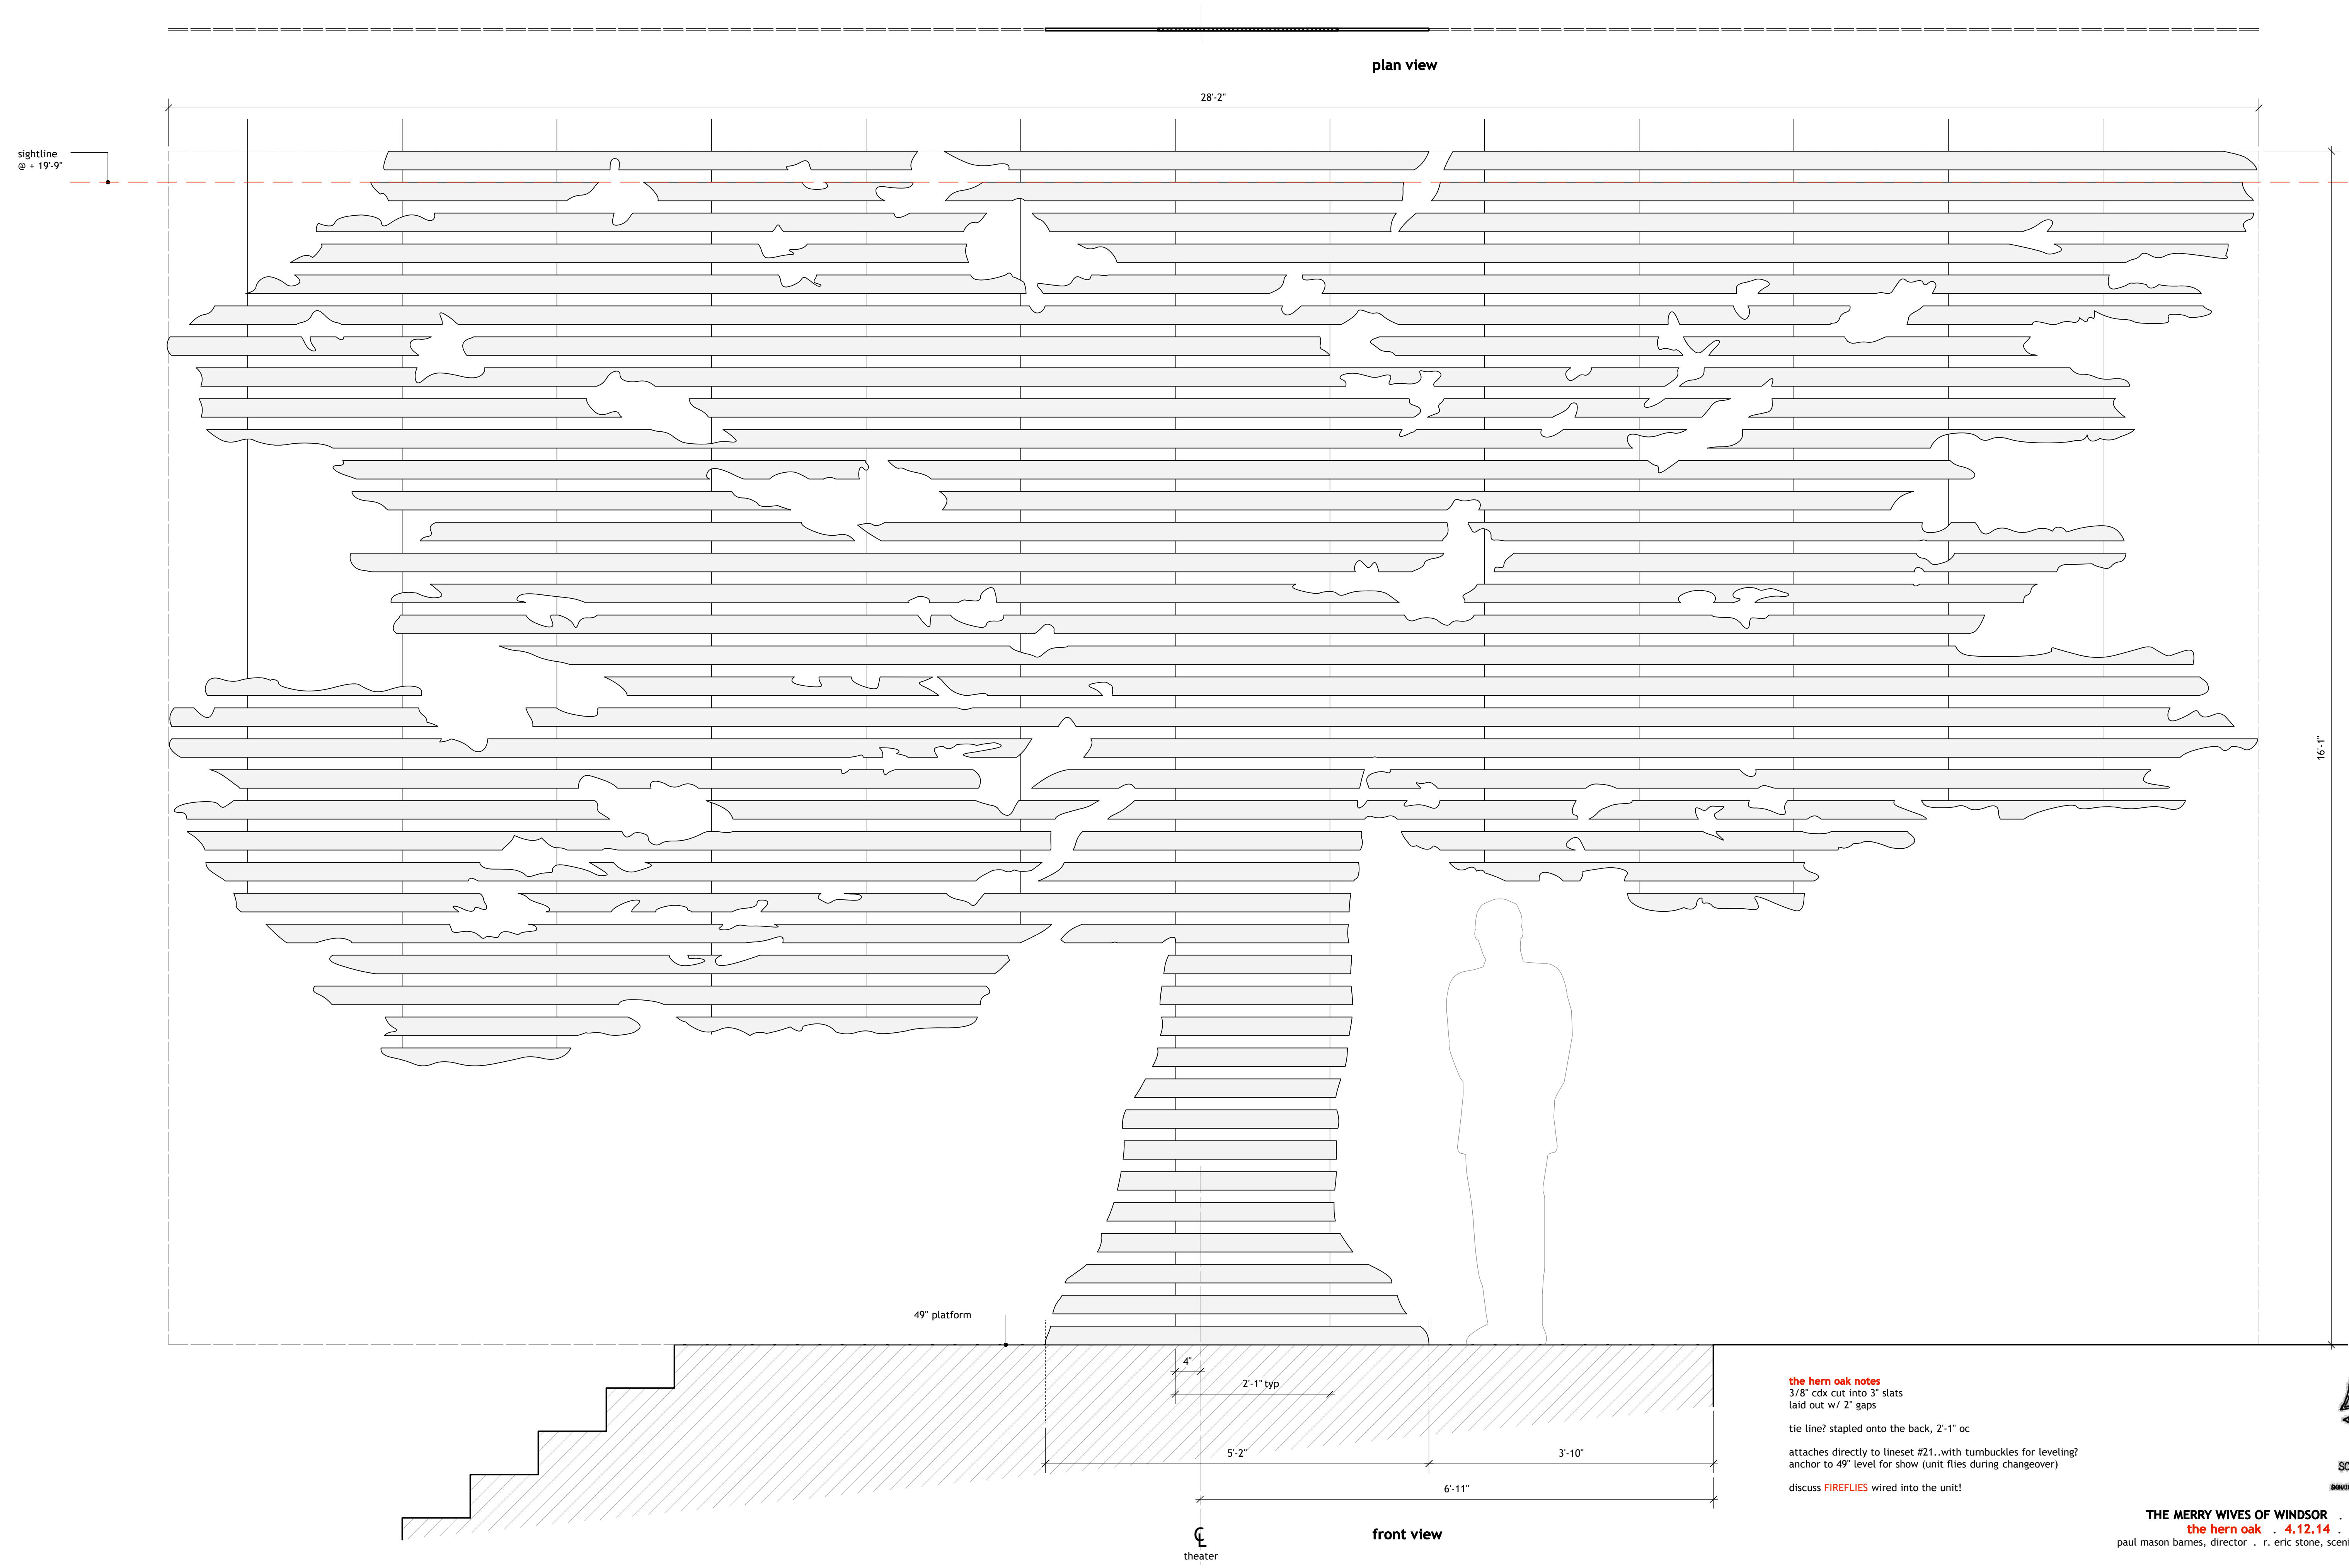 plan view
28'-2"
sightline
@ + 19'-9"
16'-1"
49" platform
4"
2'-1" typ
5'-2"
3'-10"
6'-11"
the hern oak notes
3/8" cdx cut into 3" slats
laid out w/ 2" gaps
tie line? stapled onto the back, 2'-1" oc
attaches directly to lineset #21..with turnbuckles for leveling?
anchor to 49" level for show (unit flies during changeover)
discuss FIREFLIES wired into the unit!
SC
THE MERRY WIVES OF WINDSOR .
the hern oak . 4.12.14 .
paul mason barnes, director . r. eric stone, sceni
front view
theater